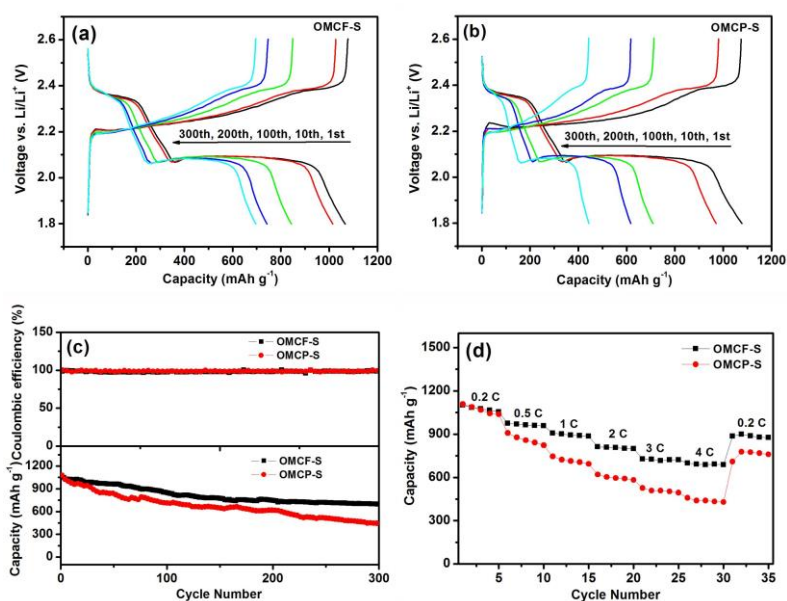 (a)
OMCF-S
Voltage vs. Li/Li⁺ (V)
2.6
2.4
2.2
2.0
1.8
300th, 200th, 100th, 10th, 1st
0 200 400 600 800 1000 1200
Capacity (mAh g⁻¹)
(b)
OMCP-S
Voltage vs. Li/Li⁺ (V)
2.6
2.4
2.2
2.0
1.8
300th, 200th, 100th, 10th, 1st
0 200 400 600 800 1000 1200
Capacity (mAh g⁻¹)
(c)
OMCF-S
OMCP-S
Coulombic efficiency (%)
150
125
100
75
50
25
0
OMCF-S
OMCP-S
Capacity (mAh g⁻¹)
1200
900
600
300
0
0 100 200 300
Cycle Number
(d)
OMCF-S
OMCP-S
Capacity (mAh g⁻¹)
1500
1200
900
600
300
0
0.2 C
0.5 C
1 C
2 C
3 C
4 C
0.2 C
5 10 15 20 25 30 35
Cycle Number